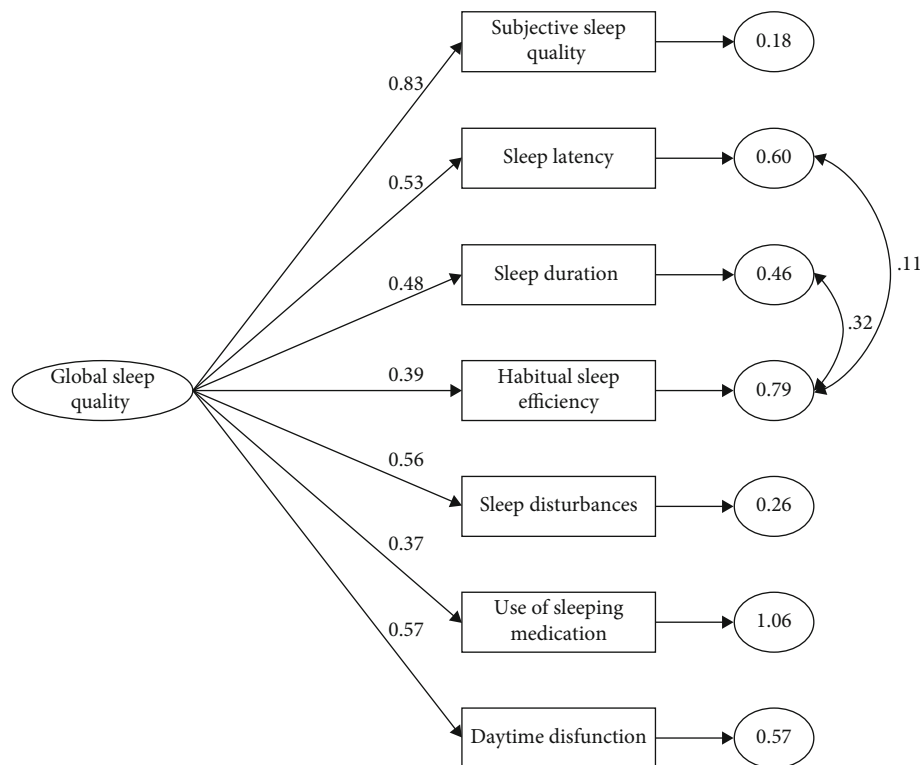 Subjective sleep
quality
0.18
0.83
Sleep latency
0.60
0.53
Sleep duration
0.46
0.48
.11
.32
Global sleep
quality
0.39
Habitual sleep
efficiency
0.79
0.56
Sleep disturbances
0.26
0.37
Use of sleeping
medication
1.06
0.57
Daytime disfunction
0.57